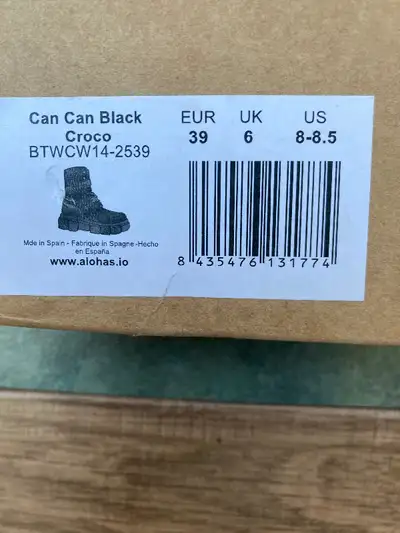 Can Can Black
Croco
BTWCW14-2539
EUR UK US
39 6 8-8.5
Mde in Spain - Fabrique in Spagne -Hecho
en España
www.alohas.io
8 435476 131774